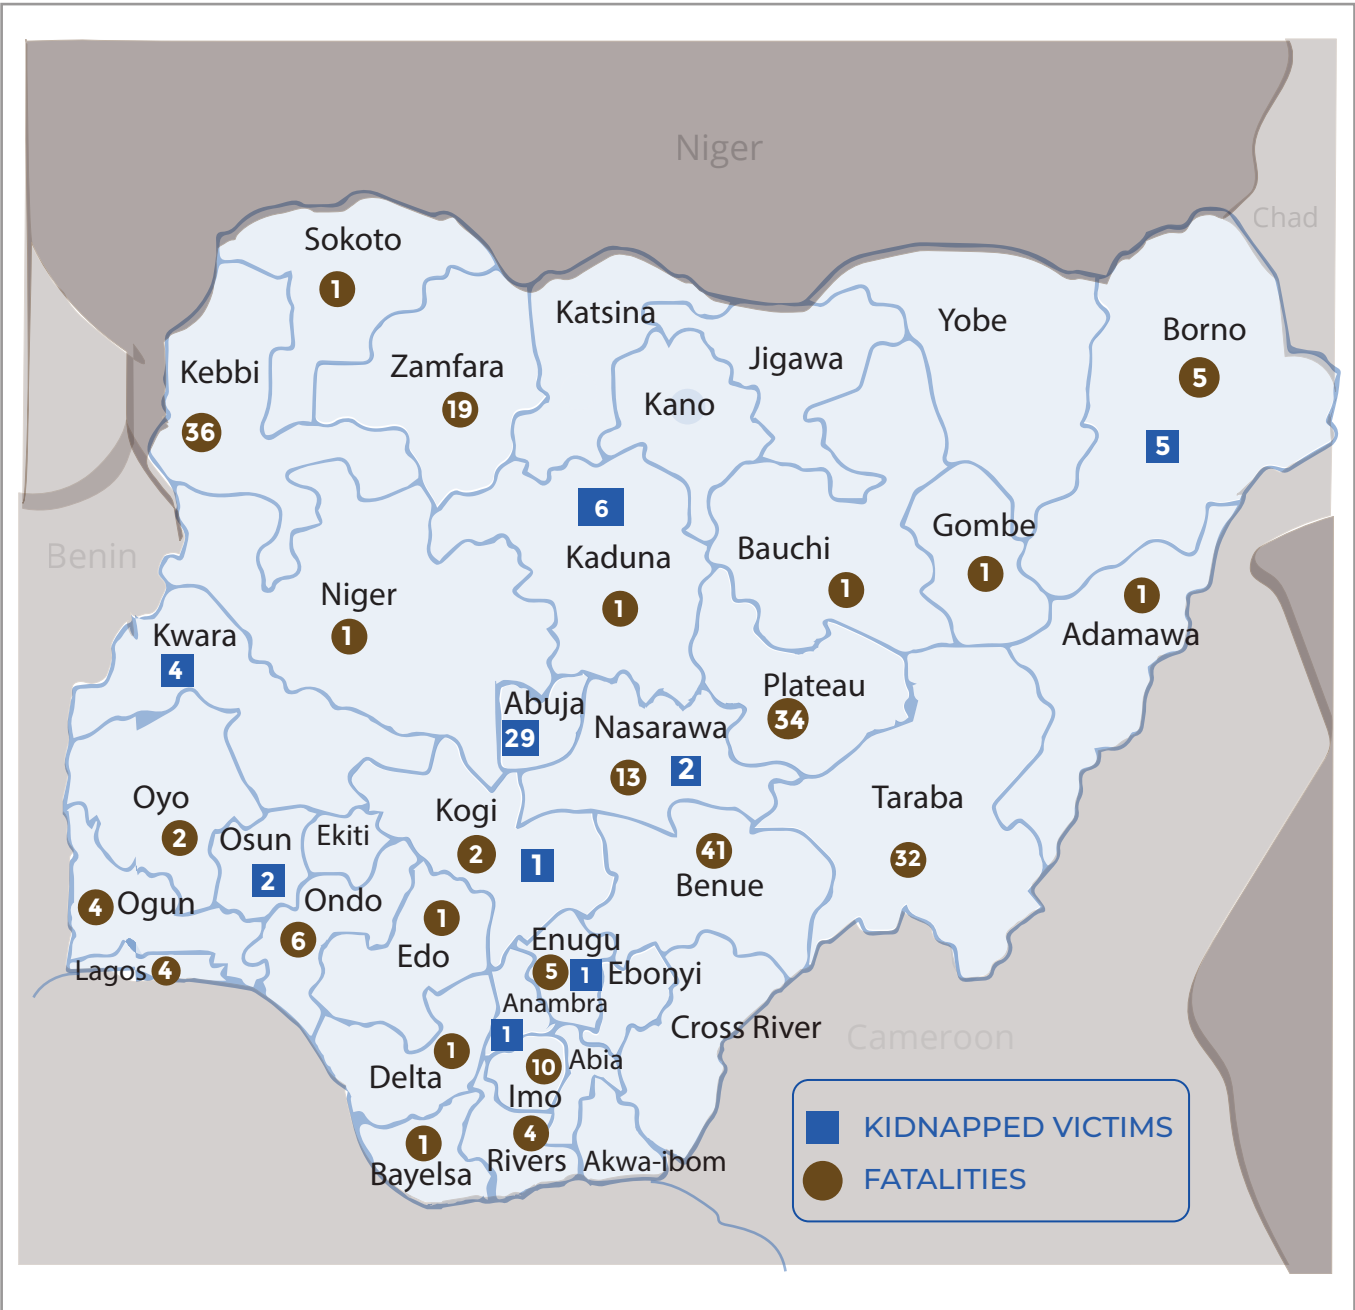 Niger
Chad
Sokoto
1
Katsina
Yobe
Borno
5
Jigawa
Kebbi
36
Zamfara
19
Kano
5
6
Kaduna
1
Gombe
1
Bauchi
1
Benin
Niger
1
1
Adamawa
Kwara
4
Abuja
29
Plateau
34
Nasarawa
13
2
Oyo
2
Taraba
32
Kogi
2
1
Osun
2
Ekiti
41
Benue
4 Ogun
Ondo
6
1
Edo
Enugu
5
1
Ebonyi
Lagos 4
Anambra
1
Cross River
Cameroon
1
Delta
10
Imo
Abia
1
Bayelsa
4
Rivers
Akwa-ibom
KIDNAPPED VICTIMS
FATALITIES